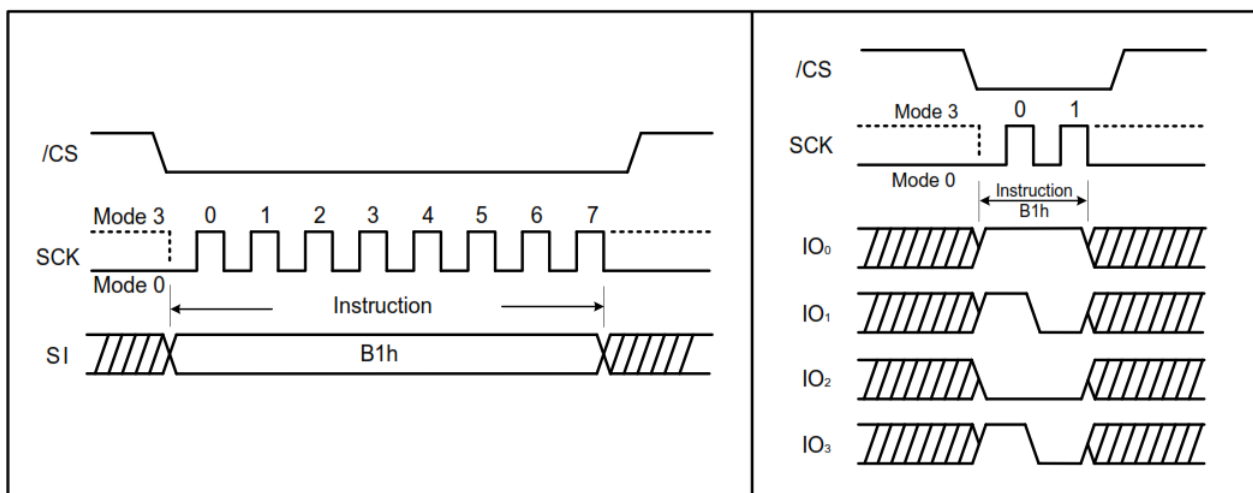 /CS
Mode 3 0 1 2 3 4 5 6 7
SCK
Mode 0
Instruction
SI B1h
/CS
Mode 3 0 1
SCK
Mode 0
Instruction
B1h
IO₀
IO₁
IO₂
IO₃